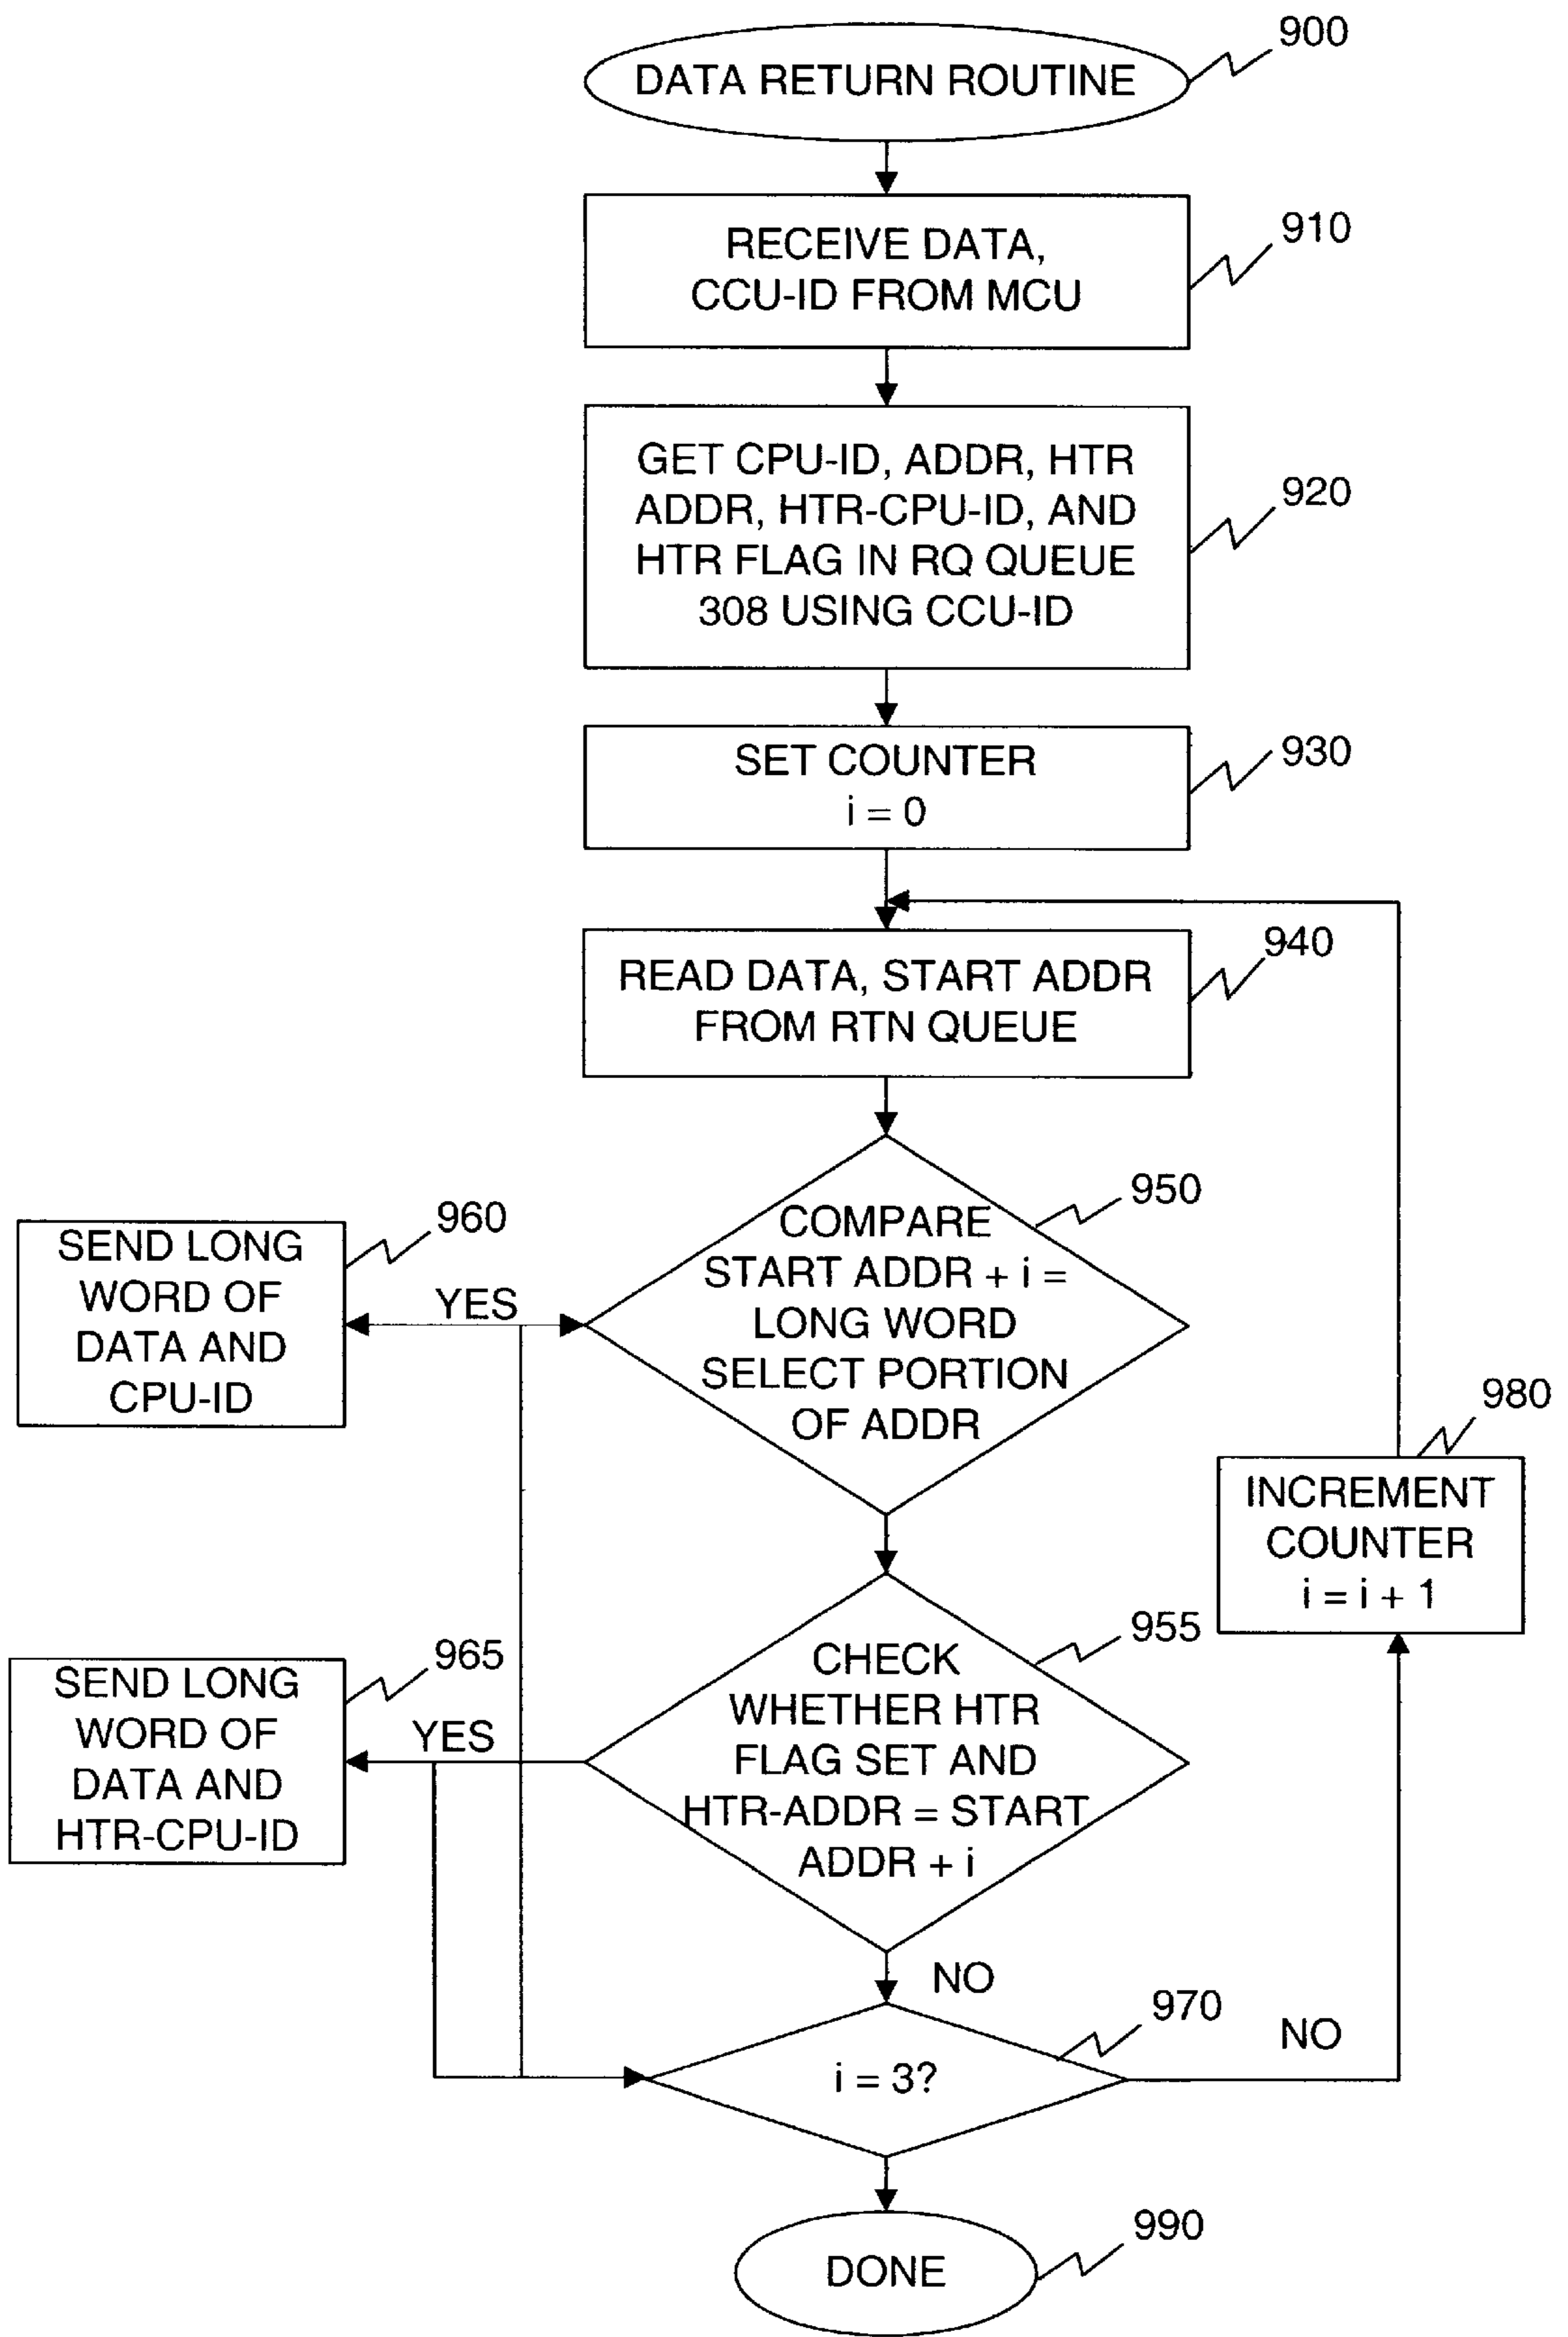 900
DATA RETURN ROUTINE
910
RECEIVE DATA,
CCU-ID FROM MCU
920
GET CPU-ID, ADDR, HTR
ADDR, HTR-CPU-ID, AND
HTR FLAG IN RQ QUEUE
308 USING CCU-ID
930
SET COUNTER
i = 0
940
READ DATA, START ADDR
FROM RTN QUEUE
950
COMPARE
START ADDR + i =
LONG WORD
SELECT PORTION
OF ADDR
YES
960
SEND LONG
WORD OF
DATA AND
CPU-ID
980
INCREMENT
COUNTER
i = i + 1
955
CHECK
WHETHER HTR
FLAG SET AND
HTR-ADDR = START
ADDR + i
YES
965
SEND LONG
WORD OF
DATA AND
HTR-CPU-ID
NO
970
i = 3?
NO
990
DONE